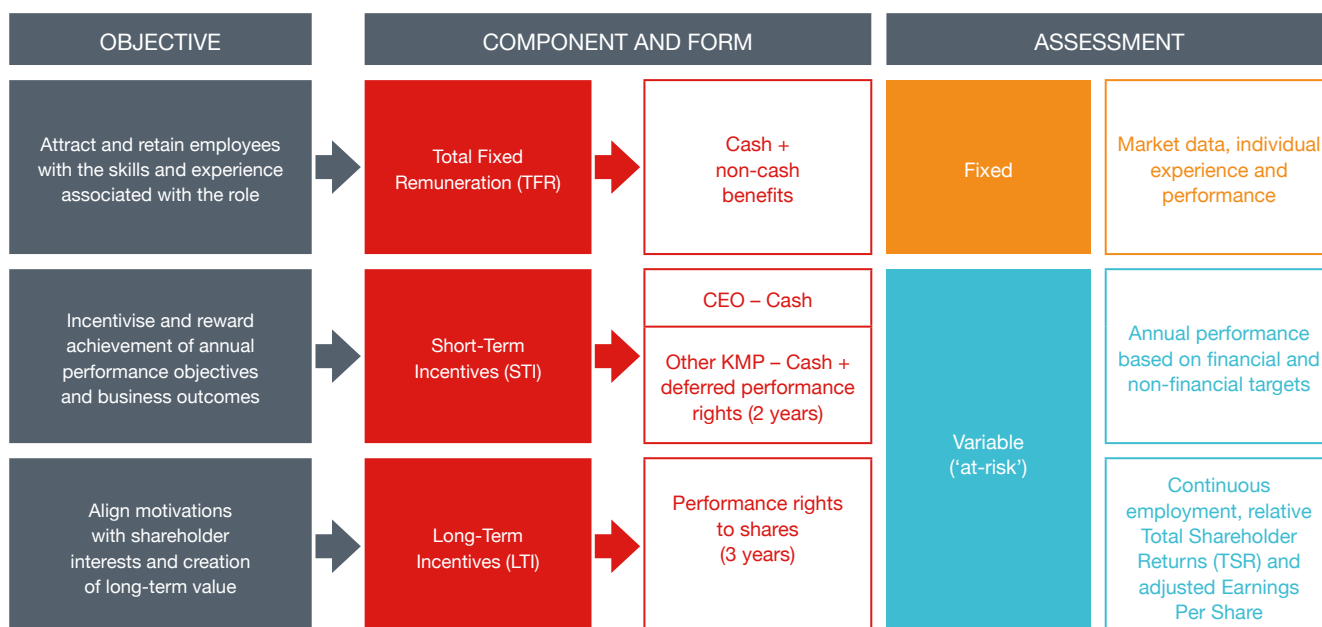 OBJECTIVE
COMPONENT AND FORM
ASSESSMENT
Attract and retain employees
with the skills and experience
associated with the role
Total Fixed
Remuneration (TFR)
Cash +
non-cash
benefits
Fixed
Market data, individual
experience and
performance
Incentivise and reward
achievement of annual
performance objectives
and business outcomes
Short-Term
Incentives (STI)
CEO – Cash
Other KMP – Cash +
deferred performance
rights (2 years)
Variable
(‘at-risk’)
Annual performance
based on financial and
non-financial targets
Align motivations
with shareholder
interests and creation
of long-term value
Long-Term
Incentives (LTI)
Performance rights
to shares
(3 years)
Continuous
employment, relative
Total Shareholder
Returns (TSR) and
adjusted Earnings
Per Share